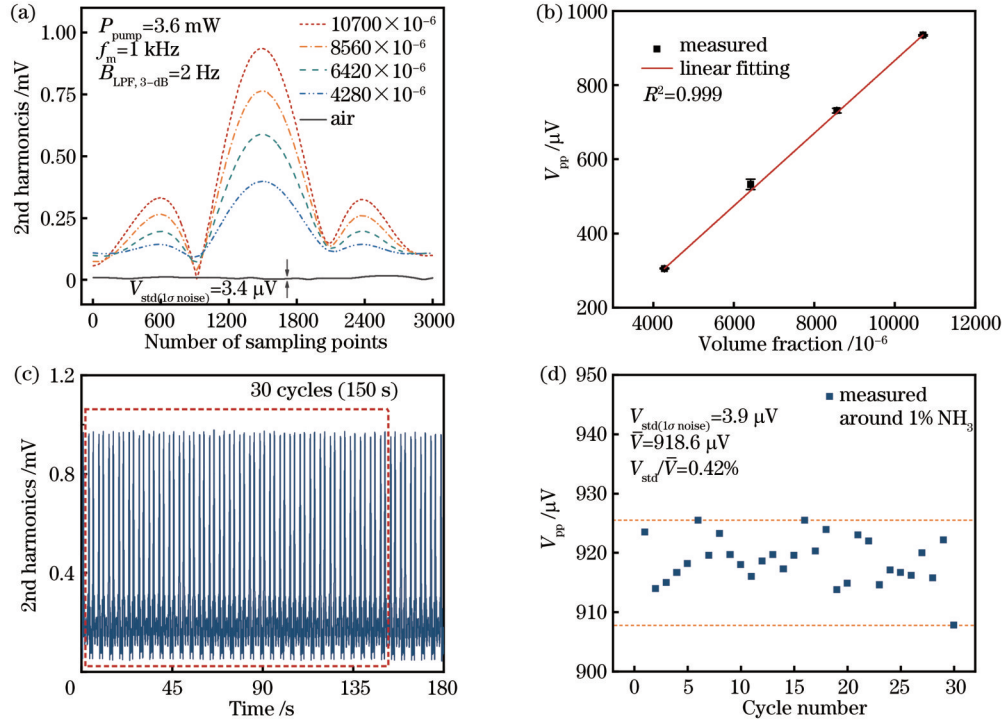 (a)
P_pump=3.6 mW
f_m=1 kHz
B_LPF, 3-dB=2 Hz
10700×10⁻⁶
8560×10⁻⁶
6420×10⁻⁶
4280×10⁻⁶
air
V_std(1σ noise)=3.4 μV
1.00
0.75
0.50
0.25
0
2nd harmoncis /mV
0 600 1200 1800 2400 3000
Number of sampling points
(b)
measured
linear fitting
R²=0.999
1000
800
600
400
200
V_pp /μV
4000 6000 8000 10000 12000
Volume fraction /10⁻⁶
(c)
30 cycles (150 s)
1.2
0.8
0.4
2nd harmonics /mV
0 45 90 135 180
Time /s
(d)
measured
around 1% NH₃
V_std(1σ noise)=3.9 μV
V̄=918.6 μV
V_std/V̄=0.42%
950
940
925
920
910
900
V_pp /μV
0 5 10 15 20 25 30
Cycle number